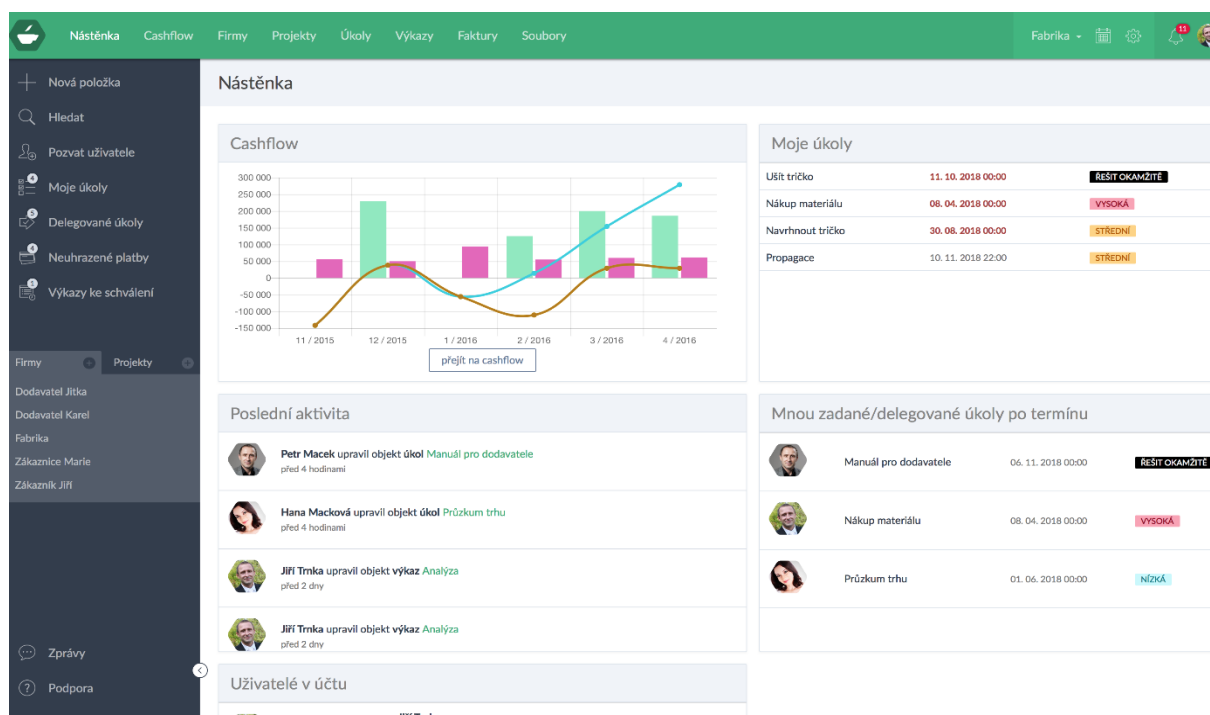 Nástěnka Cashflow Firmy Projekty Úkoly Výkazy Faktury Soubory Fabrika 11
Nová položka
Hledat
Pozvat uživatele
4 Moje úkoly
5 Delegované úkoly
4 Neuhrazené platby
Výkazy ke schválení
Firmy Projekty
Dodavatel Jitka
Dodavatel Karel
Fabrika
Zákaznice Marie
Zákazník Jiří
Zprávy
Podpora
Nástěnka
Cashflow
300 000
250 000
200 000
150 000
100 000
50 000
0
-50 000
-100 000
-150 000
11 / 2015 12 / 2015 1 / 2016 2 / 2016 3 / 2016 4 / 2016
přejít na cashflow
Moje úkoly
Ušít tričko 11. 10. 2018 00:00 ŘEŠIT OKAMŽITĚ
Nákup materiálu 08. 04. 2018 00:00 VYSOKÁ
Navrhnout tričko 30. 08. 2018 00:00 STŘEDNÍ
Propagace 10. 11. 2018 22:00 STŘEDNÍ
Poslední aktivita
Petr Macek upravil objekt úkol Manuál pro dodavatele
před 4 hodinami
Hana Macková upravil objekt úkol Průzkum trhu
před 4 hodinami
Jiří Trnka upravil objekt výkaz Analýza
před 2 dny
Jiří Trnka upravil objekt výkaz Analýza
před 2 dny
Mnou zadané/delegované úkoly po termínu
Manuál pro dodavatele 06. 11. 2018 00:00 ŘEŠIT OKAMŽITĚ
Nákup materiálu 08. 04. 2018 00:00 VYSOKÁ
Průzkum trhu 01. 06. 2018 00:00 NÍZKÁ
Uživatelé v účtu